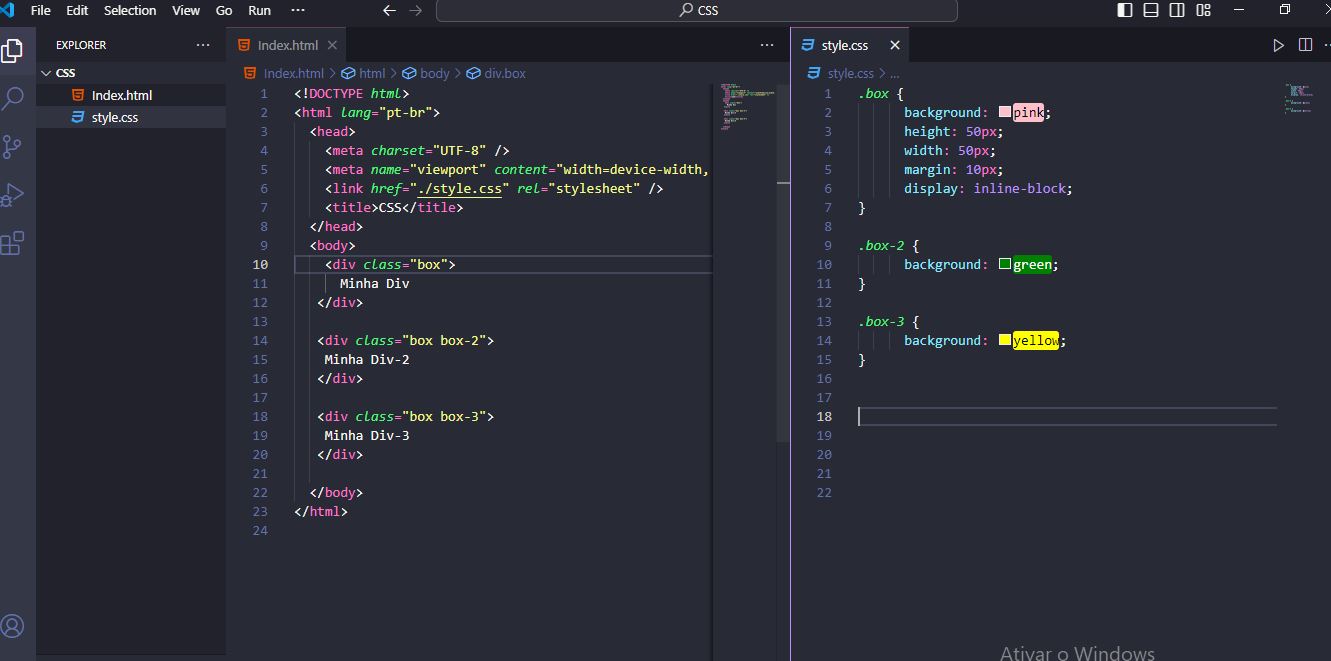 File Edit Selection View Go Run ··· CSS
EXPLORER ···
CSS
Index.html
style.css
Index.html ···
Index.html > html > body > div.box
1 <!DOCTYPE html>
2 <html lang="pt-br">
3 <head>
4 <meta charset="UTF-8" />
5 <meta name="viewport" content="width=device-width,
6 <link href="./style.css" rel="stylesheet" />
7 <title>CSS</title>
8 </head>
9 <body>
10 <div class="box">
11 Minha Div
12 </div>
13
14 <div class="box box-2">
15 Minha Div-2
16 </div>
17
18 <div class="box box-3">
19 Minha Div-3
20 </div>
21
22 </body>
23 </html>
24
style.css
style.css > ...
1 .box {
2 background: pink;
3 height: 50px;
4 width: 50px;
5 margin: 10px;
6 display: inline-block;
7 }
8
9 .box-2 {
10 background: green;
11 }
12
13 .box-3 {
14 background: yellow;
15 }
16
17
18
19
20
21
22
Ativar o Windows